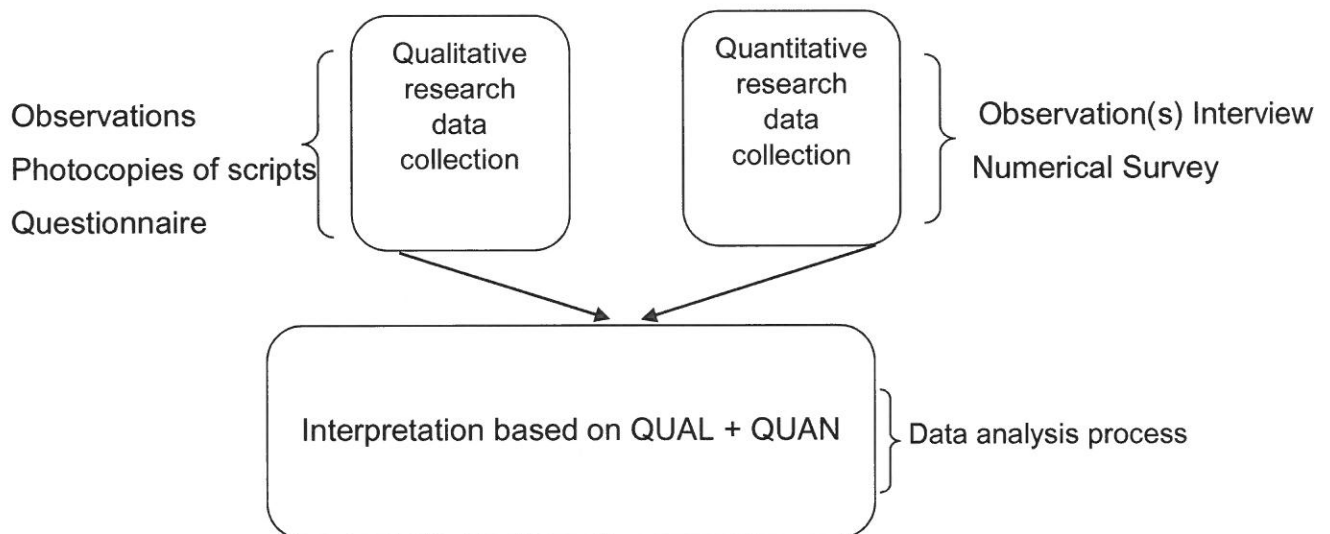 Observations
Photocopies of scripts
Questionnaire
Qualitative
research
data
collection
Quantitative
research
data
collection
Observation(s) Interview
Numerical Survey
Interpretation based on QUAL + QUAN
Data analysis process